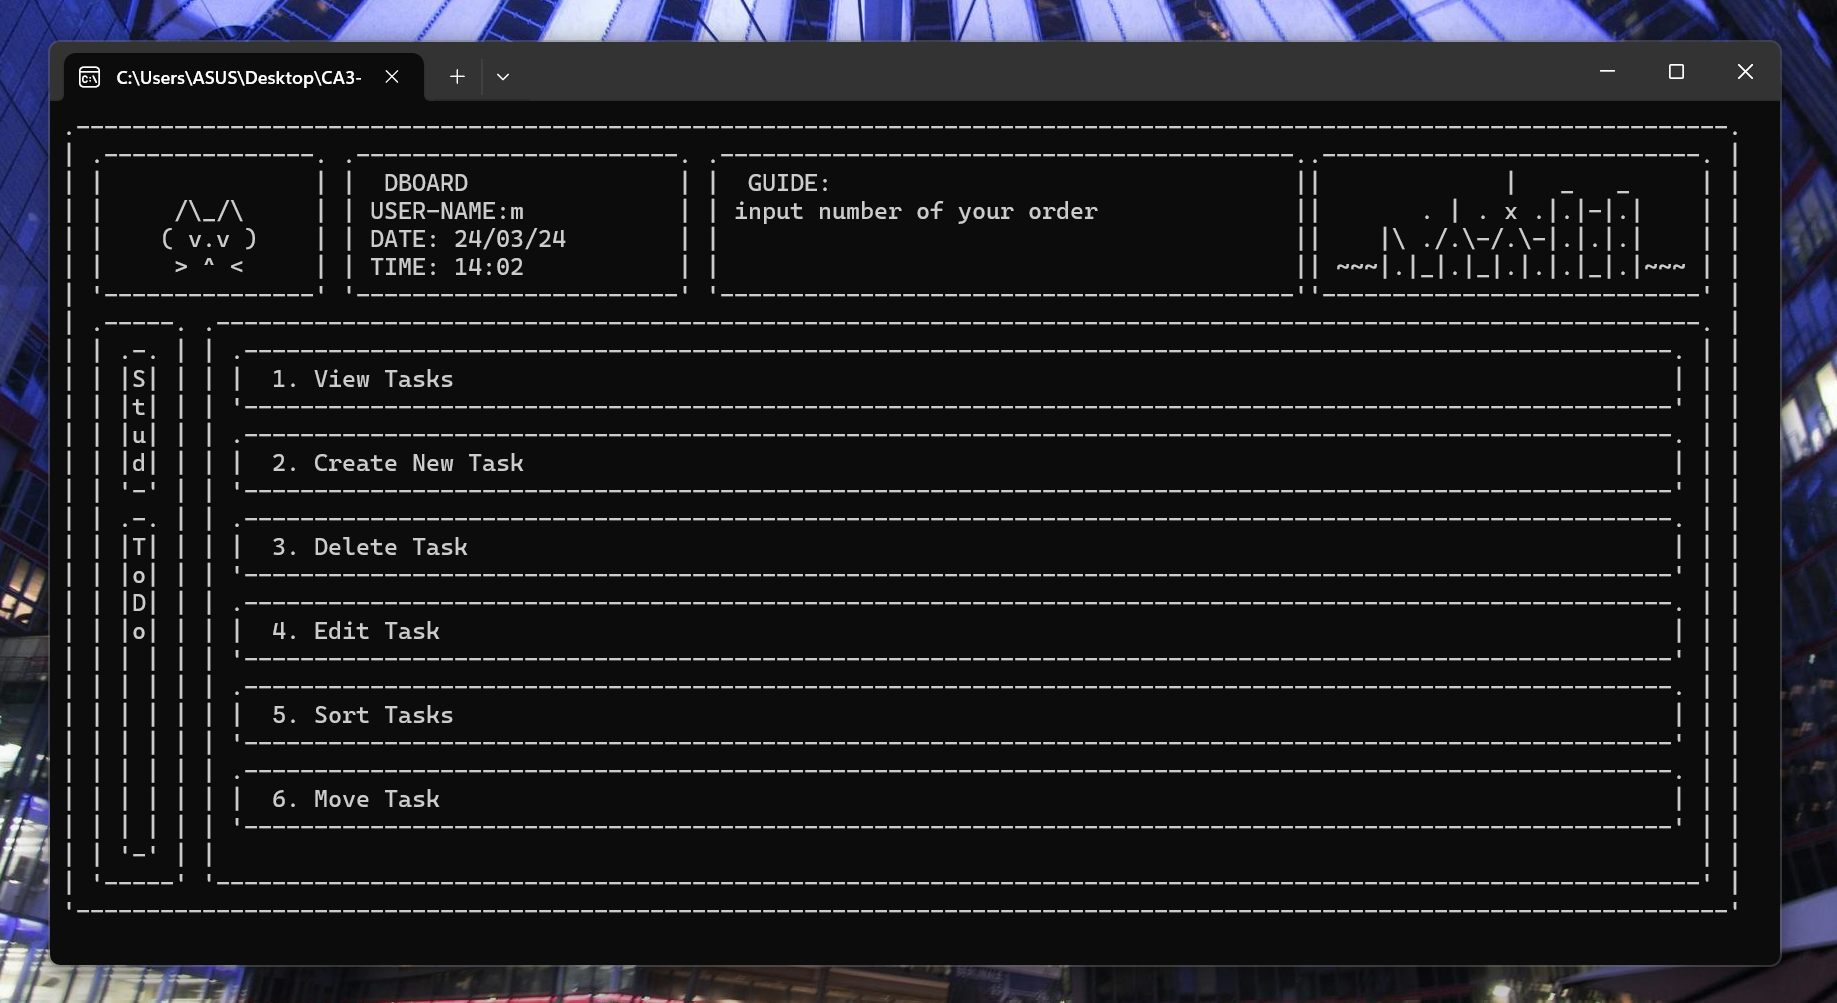 C:\Users\ASUS\Desktop\CA3-
DBOARD
USER-NAME:m
DATE: 24/03/24
TIME: 14:02
GUIDE:
input number of your order
Stud
ToDo
1. View Tasks
2. Create New Task
3. Delete Task
4. Edit Task
5. Sort Tasks
6. Move Task